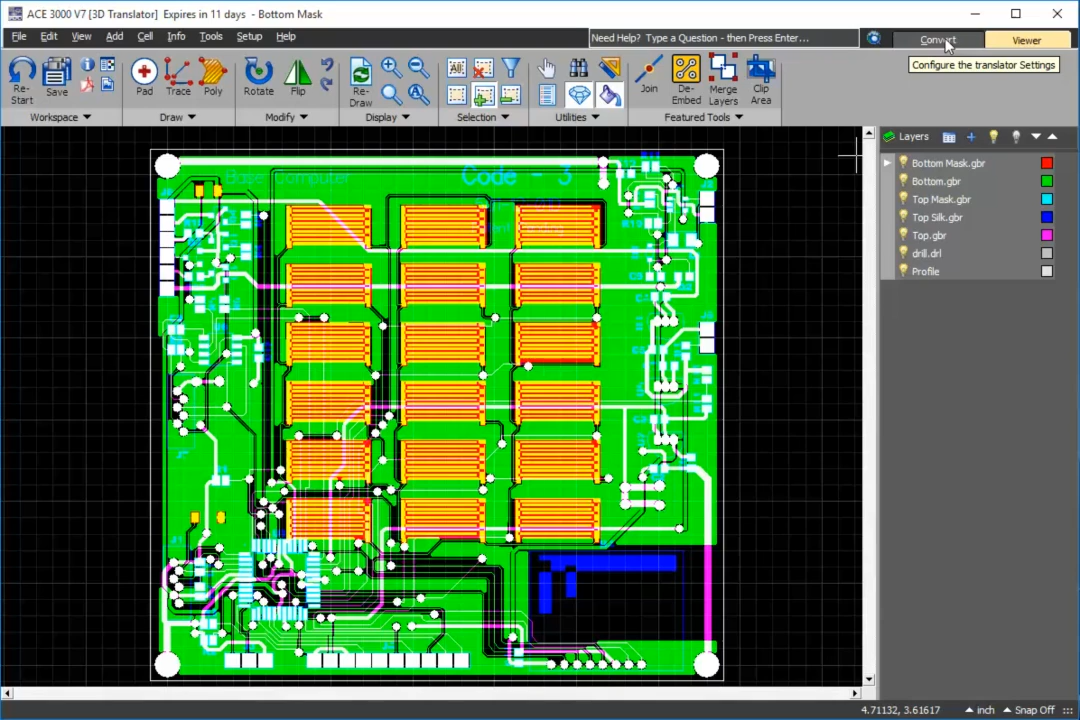 ACE 3000 V7 [3D Translator]  Expires in 11 days  - Bottom Mask
File Edit View Add Cell Info Tools Setup Help
Need Help?  Type a Question - then Press Enter...
Convert
Viewer
Configure the translator Settings
Re-Start
Save
Pad
Trace
Poly
Rotate
Flip
Re-Draw
All
Join
De-Embed
Merge Layers
Clip Area
Workspace
Draw
Modify
Display
Selection
Utilities
Featured Tools
Layers
Bottom Mask.gbr
Bottom.gbr
Top Mask.gbr
Top Silk.gbr
Top.gbr
drill.drl
Profile
Base Computer
Code - 3
4.71132, 3.61617
inch
Snap Off